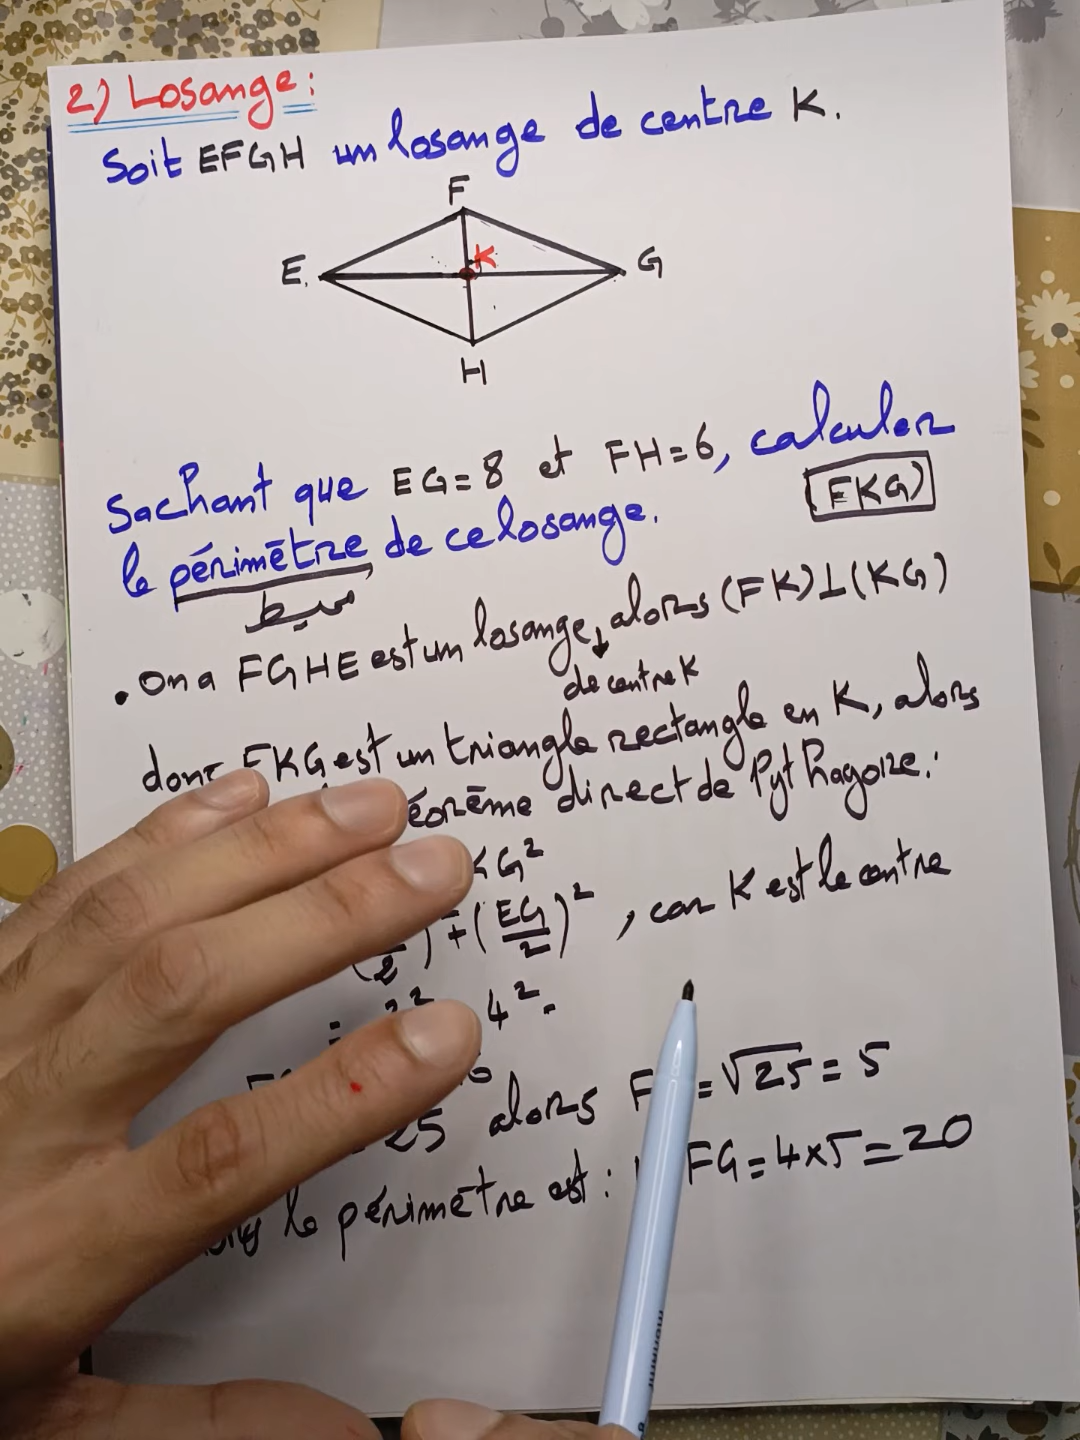 2) Losange:
Soit EFGH un losange de centre K.
F
K
E
G
H
Sachant que EG=8 et FH=6, calculer
FKG)
le périmètre de ce losange.
محيط
. On a FGHE est un losange, alors (FK)⊥(KG)
de centre K
donc FKG est un triangle rectangle en K, alors
éorème direct de Pythagore:
KG²
2)+(EG/2)², car K est le centre
= 4².
25 alors = √25 = 5
le périmètre est: FG=4x5=20